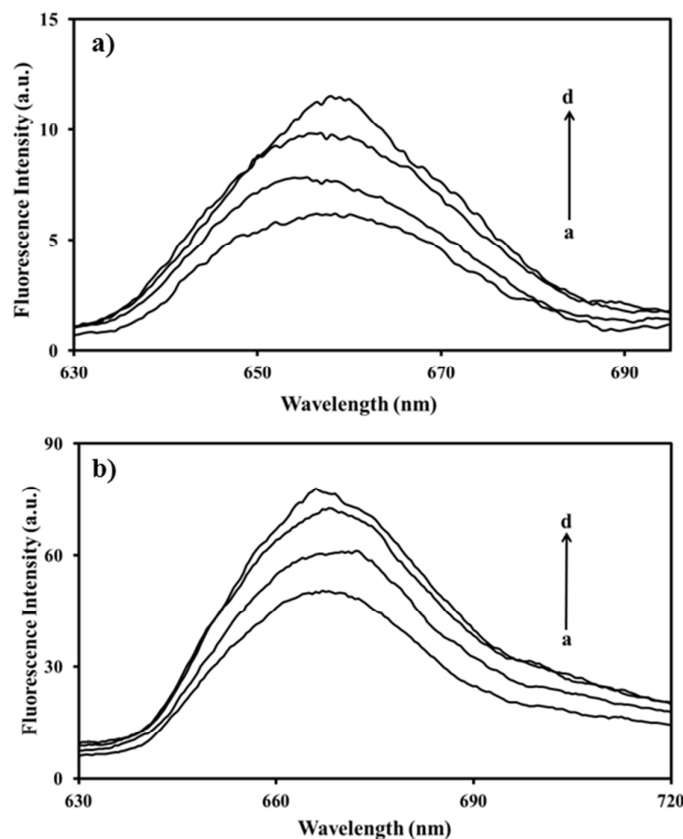 a)
Fluorescence Intensity (a.u.)
15
10
5
0
d
a
630
650
670
690
Wavelength (nm)
b)
Fluorescence Intensity (a.u.)
90
60
30
0
d
a
630
660
690
720
Wavelength (nm)